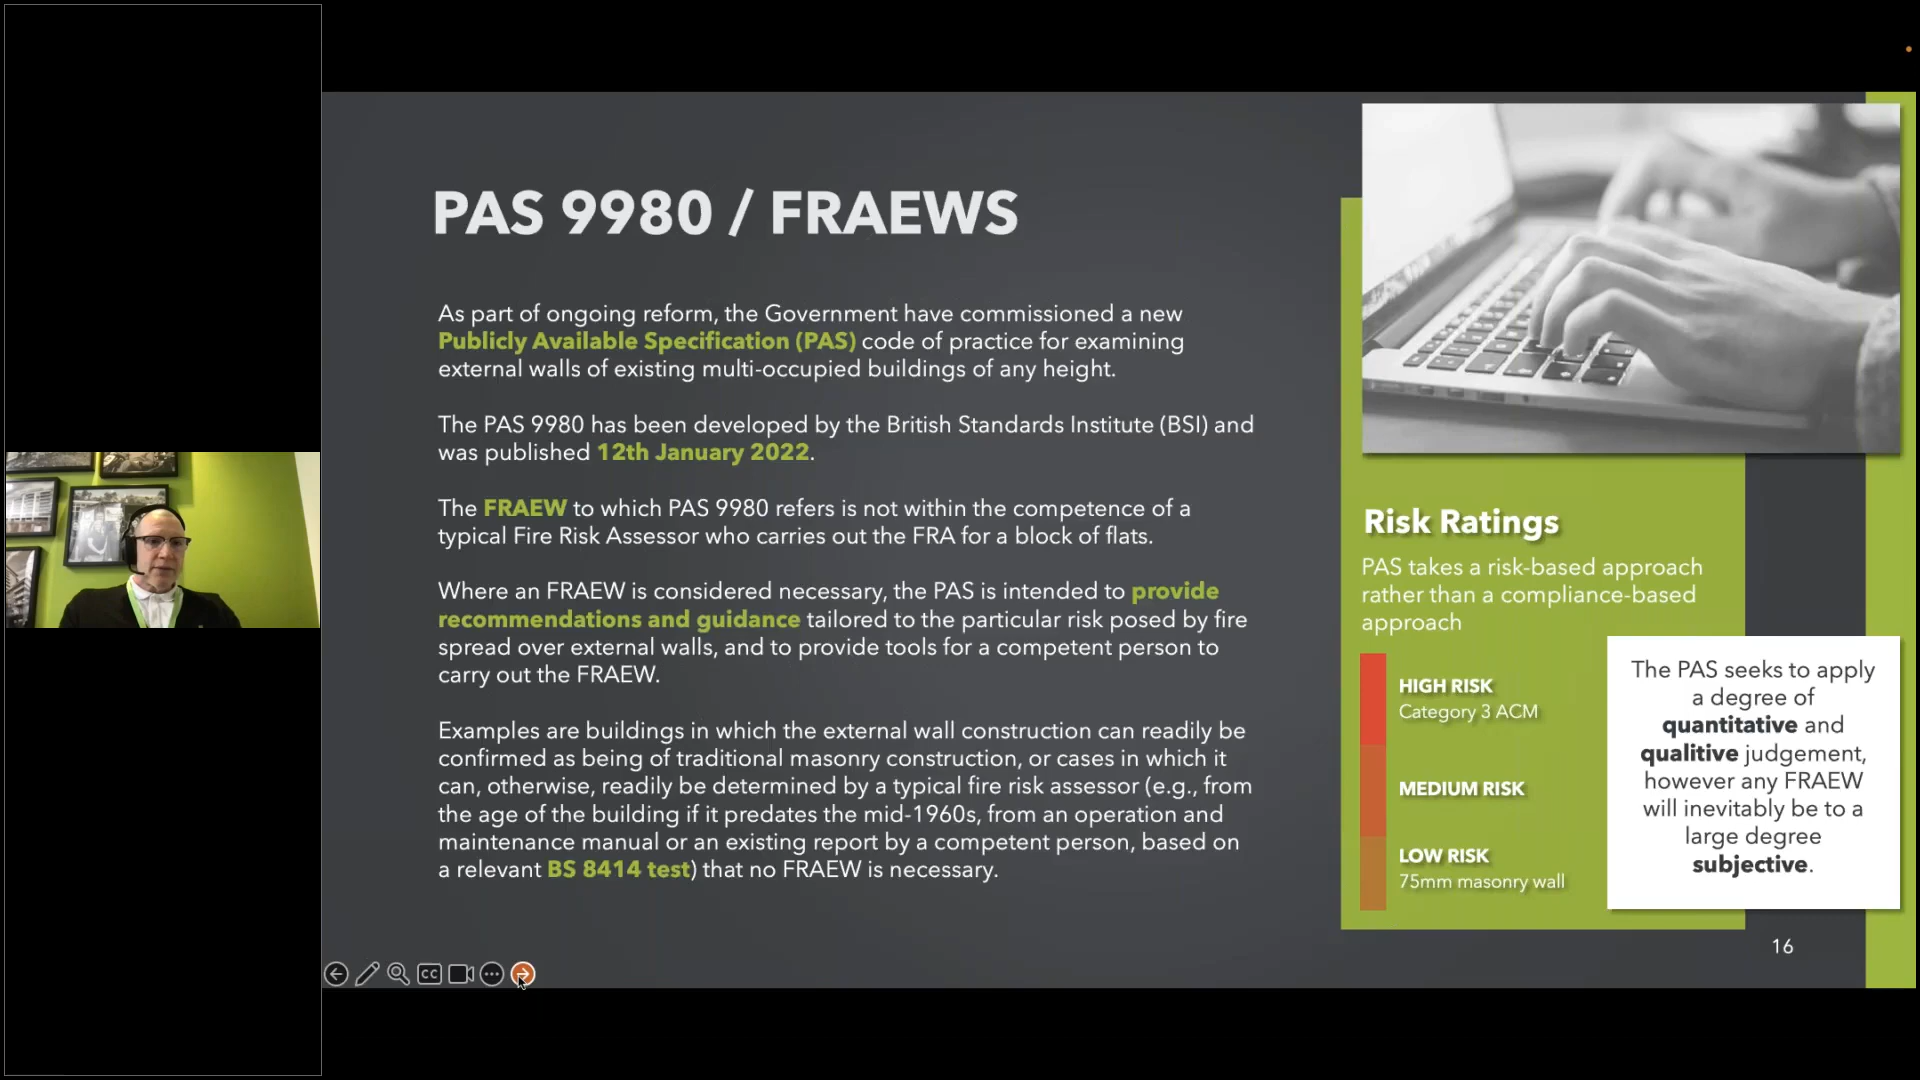 PAS 9980 / FRAEWS
As part of ongoing reform, the Government have commissioned a new
Publicly Available Specification (PAS) code of practice for examining
external walls of existing multi-occupied buildings of any height.
The PAS 9980 has been developed by the British Standards Institute (BSI) and
was published 12th January 2022.
The FRAEW to which PAS 9980 refers is not within the competence of a
typical Fire Risk Assessor who carries out the FRA for a block of flats.
Where an FRAEW is considered necessary, the PAS is intended to provide
recommendations and guidance tailored to the particular risk posed by fire
spread over external walls, and to provide tools for a competent person to
carry out the FRAEW.
Examples are buildings in which the external wall construction can readily be
confirmed as being of traditional masonry construction, or cases in which it
can, otherwise, readily be determined by a typical fire risk assessor (e.g., from
the age of the building if it predates the mid-1960s, from an operation and
maintenance manual or an existing report by a competent person, based on
a relevant BS 8414 test) that no FRAEW is necessary.
Risk Ratings
PAS takes a risk-based approach
rather than a compliance-based
approach
HIGH RISK
Category 3 ACM
MEDIUM RISK
LOW RISK
75mm masonry wall
The PAS seeks to apply
a degree of
quantitative and
qualitive judgement,
however any FRAEW
will inevitably be to a
large degree
subjective.
16
CC